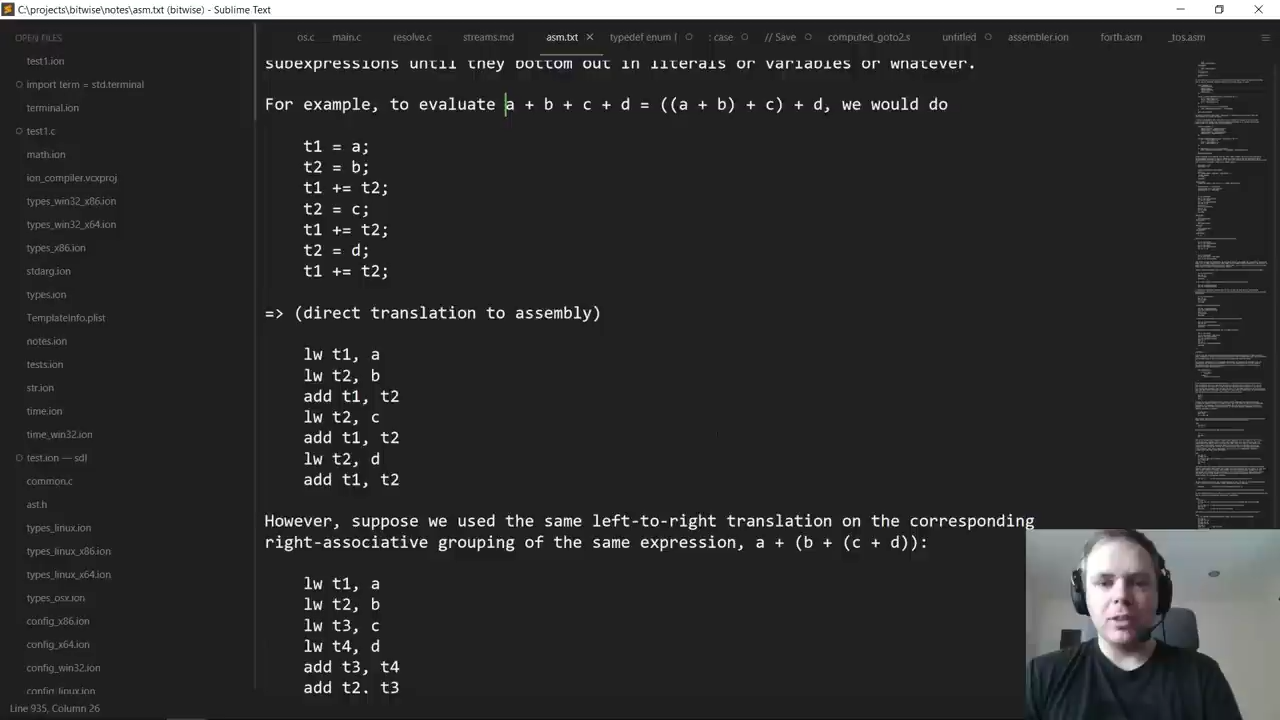 C:\projects\bitwise\notes\asm.txt (bitwise) - Sublime Text
OPEN FILES
test1.ion
import term = std.terminal
terminal.ion
test1.c
math.ion
ion_compiler.vcxproj
types_win32_x86.ion
types_win32_x64.ion
types_x86.ion
stdarg.ion
types.ion
TemplateInfo.plist
notes.ion
tests.ion
str.ion
time.ion
time_win32.ion
test.ion — sdl
common.c
ast.h
types_linux.ion
types_linux_x86.ion
types_linux_x64.ion
types_osx.ion
config_x86.ion
config_x64.ion
config_win32.ion
config_linux.ion
os.c main.c resolve.c streams.md asm.txt typedef enum { : case // Save computed_goto2.s untitled assembler.ion forth.asm _tos.asm
subexpressions until they bottom out in literals or variables or whatever.
For example, to evaluate a + b + c + d = ((a + b) + c) + d, we would do
t1 = a;
t2 = b;
t1 += t2;
t2 = c;
t1 += t2;
t2 = d;
t1 += t2;
=> (direct translation to assembly)
lw t1, a
lw t2, b
add t1, t2
lw t2, c
add t1, t2
lw t2, d
add t1, t2
However, suppose we used the same left-to-right translation on the corresponding
right-associative grouping of the same expression, a + (b + (c + d)):
lw t1, a
lw t2, b
lw t3, c
lw t4, d
add t3, t4
add t2, t3
Line 935, Column 26